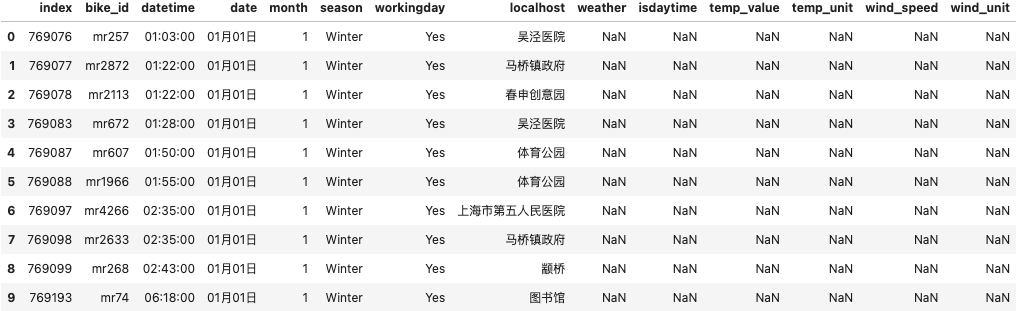 index bike_id datetime date month season workingday localhost weather isdaytime temp_value temp_unit wind_speed wind_unit
0 769076 mr257 01:03:00 01月01日 1 Winter Yes 吴泾医院 NaN NaN NaN NaN NaN NaN
1 769077 mr2872 01:22:00 01月01日 1 Winter Yes 马桥镇政府 NaN NaN NaN NaN NaN NaN
2 769078 mr2113 01:22:00 01月01日 1 Winter Yes 春申创意园 NaN NaN NaN NaN NaN NaN
3 769083 mr672 01:28:00 01月01日 1 Winter Yes 吴泾医院 NaN NaN NaN NaN NaN NaN
4 769087 mr607 01:50:00 01月01日 1 Winter Yes 体育公园 NaN NaN NaN NaN NaN NaN
5 769088 mr1966 01:55:00 01月01日 1 Winter Yes 体育公园 NaN NaN NaN NaN NaN NaN
6 769097 mr4266 02:35:00 01月01日 1 Winter Yes 上海市第五人民医院 NaN NaN NaN NaN NaN NaN
7 769098 mr2633 02:35:00 01月01日 1 Winter Yes 马桥镇政府 NaN NaN NaN NaN NaN NaN
8 769099 mr268 02:43:00 01月01日 1 Winter Yes 颛桥 NaN NaN NaN NaN NaN NaN
9 769193 mr74 06:18:00 01月01日 1 Winter Yes 图书馆 NaN NaN NaN NaN NaN NaN